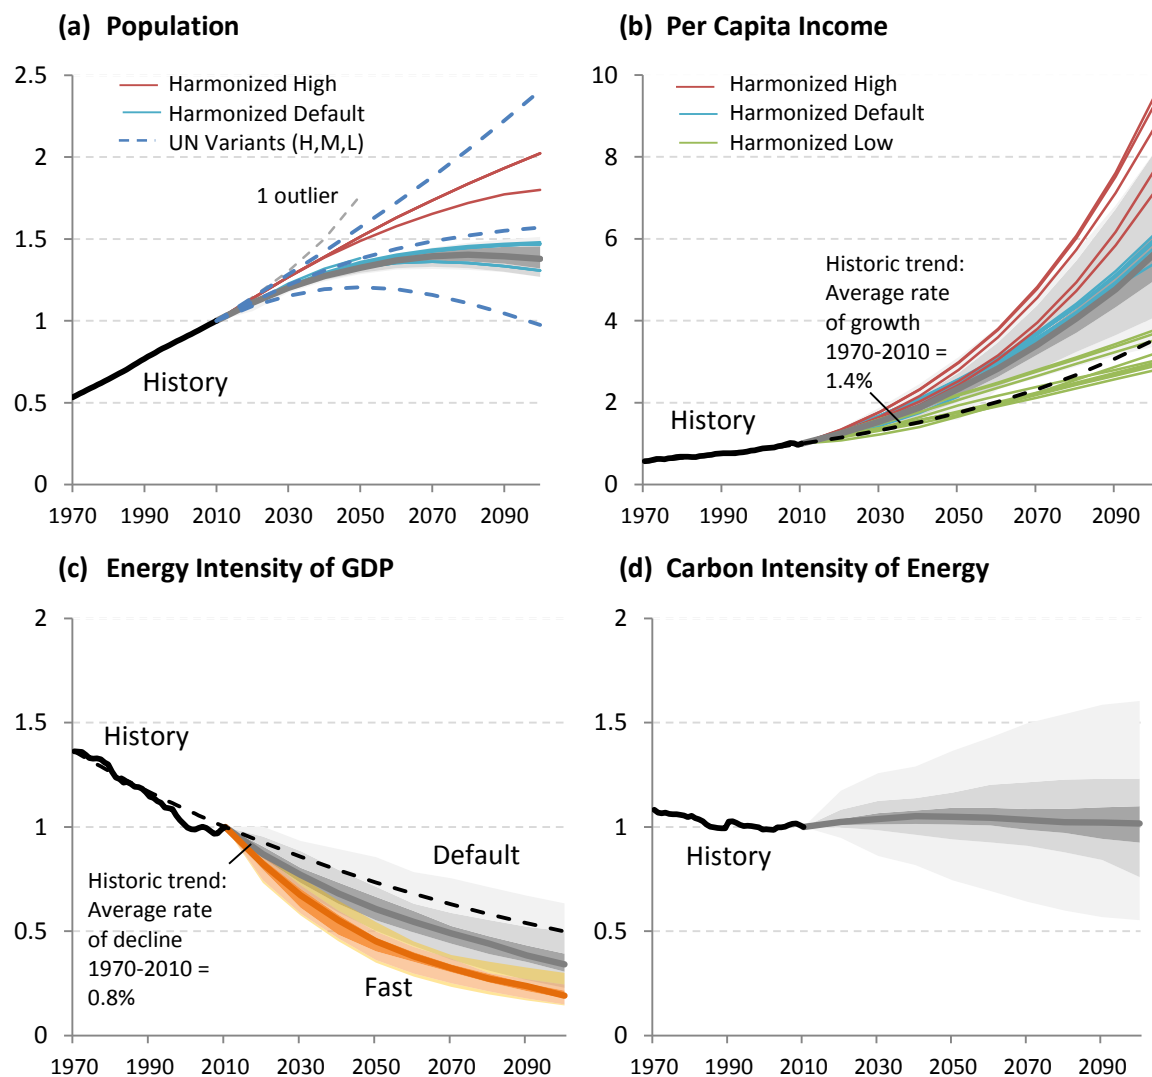 (a) Population
2.5
2
1.5
1
0.5
0
Harmonized High
Harmonized Default
UN Variants (H,M,L)
1 outlier
History
1970 1990 2010 2030 2050 2070 2090
(b) Per Capita Income
10
8
6
4
2
0
Harmonized High
Harmonized Default
Harmonized Low
Historic trend:
Average rate
of growth
1970-2010 =
1.4%
History
1970 1990 2010 2030 2050 2070 2090
(c) Energy Intensity of GDP
2
1.5
1
0.5
0
History
Default
Historic trend:
Average rate
of decline
1970-2010 =
0.8%
Fast
1970 1990 2010 2030 2050 2070 2090
(d) Carbon Intensity of Energy
2
1.5
1
0.5
0
History
1970 1990 2010 2030 2050 2070 2090